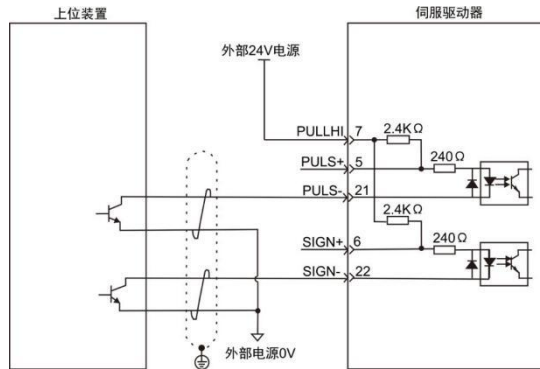 上位装置
伺服驱动器
外部24V电源
PULLHI 7 2.4KΩ
PULS+ 5 240Ω
PULS- 21
2.4KΩ
SIGN+ 6 240Ω
SIGN- 22
外部电源0V